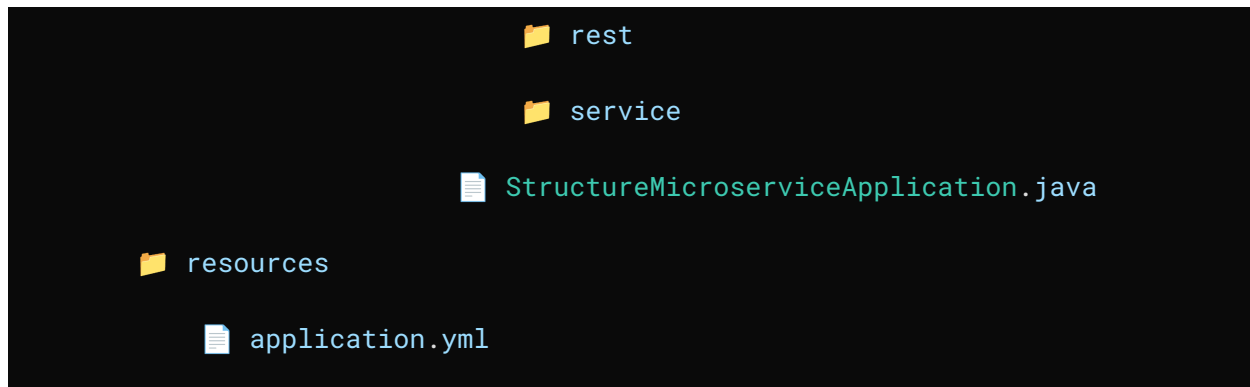 rest
service
StructureMicroserviceApplication.java
resources
application.yml